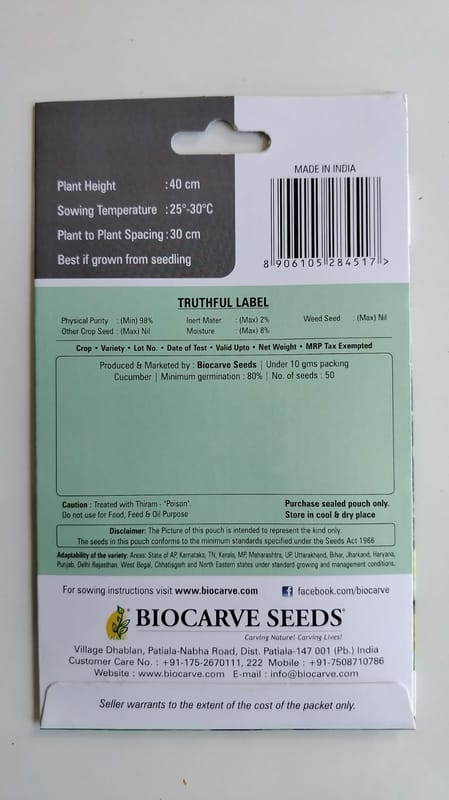 MADE IN INDIA
8 906105 284517 >
Plant Height : 40 cm
Sowing Temperature : 25°-30°C
Plant to Plant Spacing : 30 cm
Best if grown from seedling
TRUTHFUL LABEL
Physical Purity : (Min) 98% Inert Mater : (Max) 2% Weed Seed : (Max) Nil
Other Crop Seed : (Max) Nil Moisture : (Max) 8%
Crop • Variety • Lot No. • Date of Test • Valid Upto • Net Weight • MRP Tax Exempted
Produced & Marketed by : Biocarve Seeds | Under 10 gms packing
Cucumber | Minimum germination : 80% | No. of seeds : 50
Caution : Treated with Thiram - "Poison".
Do not use for Food, Feed & Oil Purpose
Purchase sealed pouch only.
Store in cool & dry place
Disclaimer: The Picture of this pouch is intended to represent the kind only.
The seeds in this pouch conforms to the minimum standards specified under the Seeds Act 1966
Adaptability of the variety: Areas: State of AP, Karnataka, TN, Kerala, MP, Maharashtra, UP, Uttarakhand, Bihar, Jharkand, Haryana,
Punjab, Delhi Rajasthan, West Begal, Chhatisgarh and North Eastern states under standard growing and management conditions.
For sowing instructions visit www.biocarve.com facebook.com/biocarve
BIOCARVE SEEDS®
Carving Nature! Carving Lives!
Village Dhablan, Patiala-Nabha Road, Dist. Patiala-147 001 (Pb.) India
Customer Care No. : +91-175-2670111, 222 Mobile : +91-7508710786
Website : www.biocarve.com E-mail : info@biocarve.com
Seller warrants to the extent of the cost of the packet only.